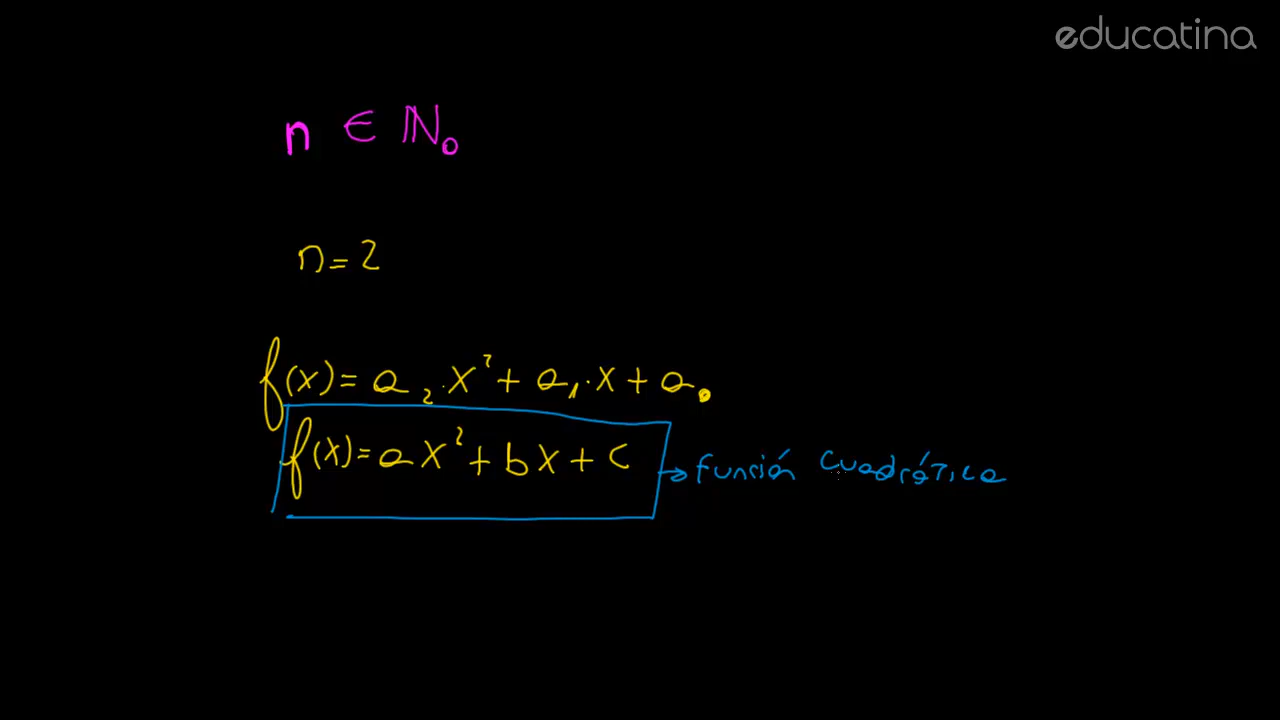 educatina
n ∈ ℕ₀
n = 2
f(x) = a₂·x² + a₁·x + a₀
f(x) = ax² + bx + c → Función cuadrática